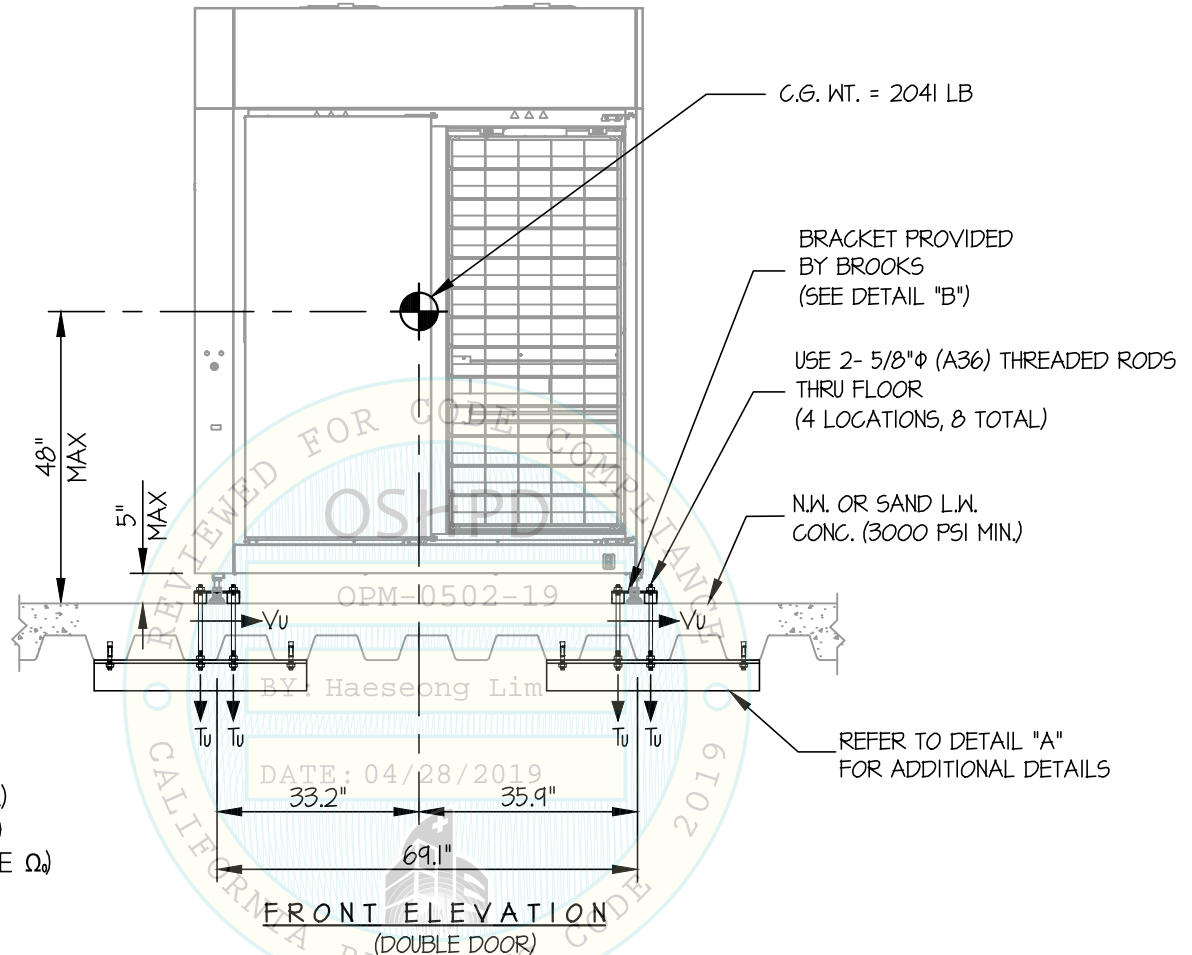 C.G. WT. = 2041 LB
BRACKET PROVIDED
BY BROOKS
(SEE DETAIL "B")
USE 2- 5/8"Φ (A36) THREADED RODS
THRU FLOOR
(4 LOCATIONS, 8 TOTAL)
N.W. OR SAND L.W.
CONC. (3000 PSI MIN.)
48"
MAX
5"
MAX
REVIEWED FOR CODE COMPLIANCE
OSHPD
OPM-0502-19
BY: Haeseong Lim
DATE: 04/28/2019
CALIFORNIA
CODE 2019
Vu
Vu
Tu
Tu
Tu
Tu
REFER TO DETAIL "A"
FOR ADDITIONAL DETAILS
33.2"
35.9"
69.1"
)
)
E Ω₀)
FRONT ELEVATION
(DOUBLE DOOR)